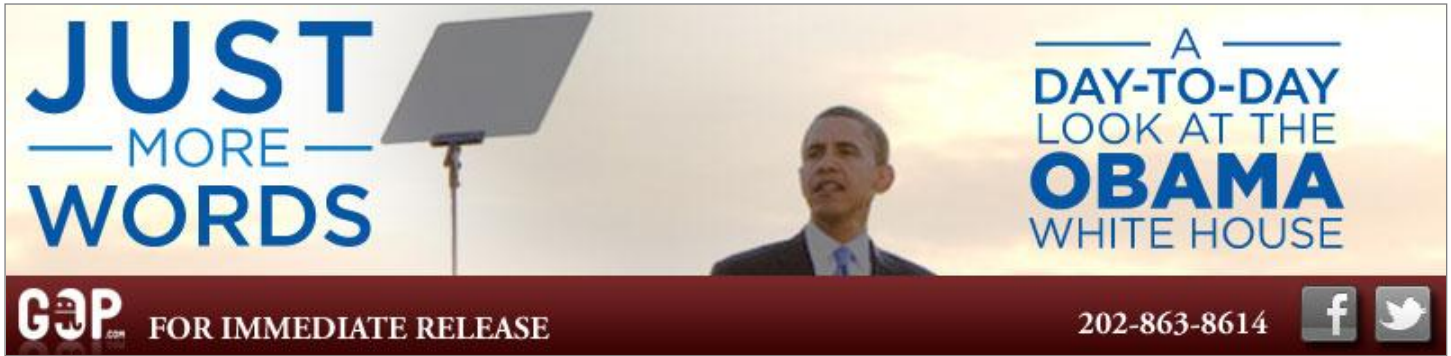 JUST
MORE
WORDS
A
DAY-TO-DAY
LOOK AT THE
OBAMA
WHITE HOUSE
GOP.COM FOR IMMEDIATE RELEASE
202-863-8614